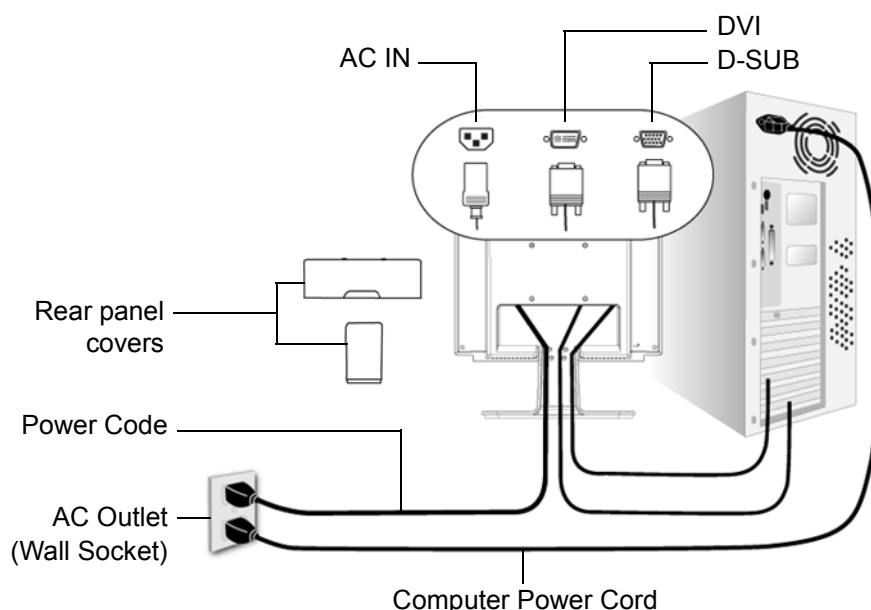 DVI
AC IN
D-SUB
Rear panel
covers
Power Code
AC Outlet
(Wall Socket)
Computer Power Cord